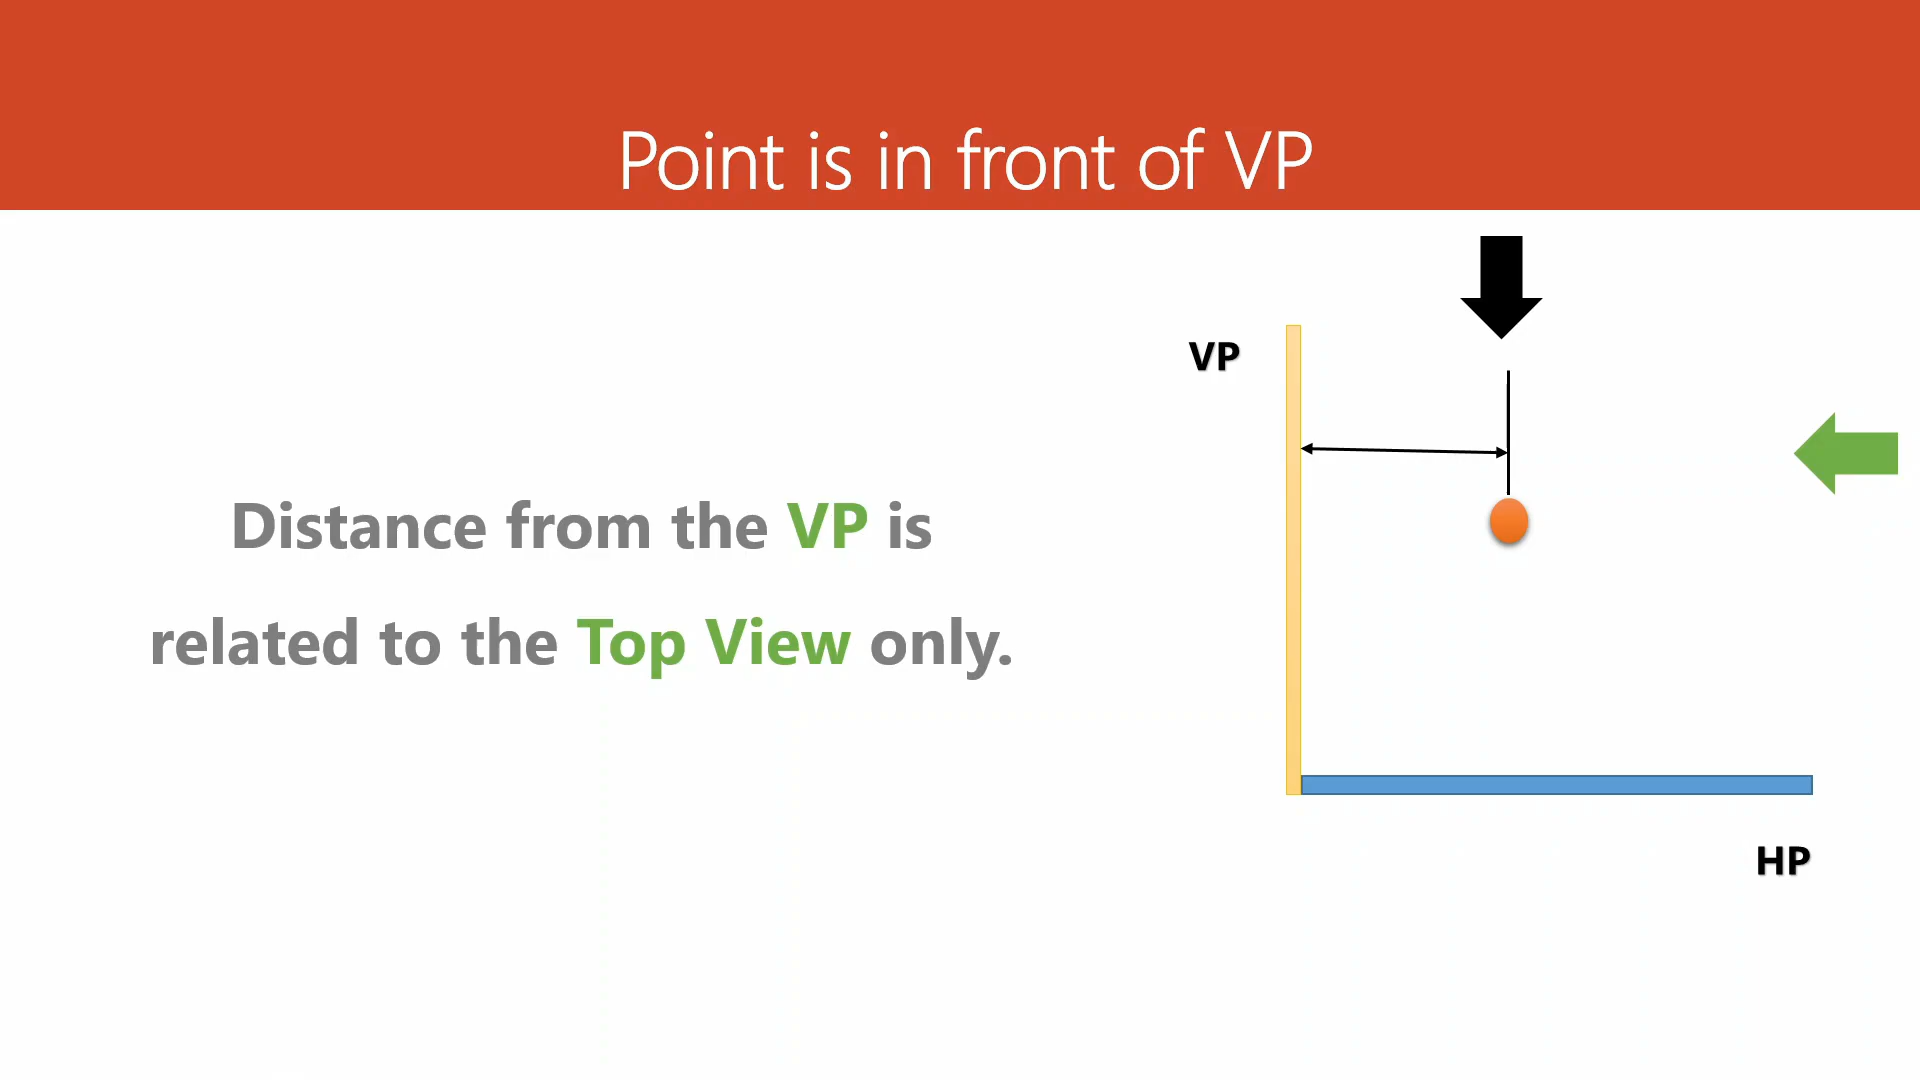 Point is in front of VP
VP
Distance from the VP is
related to the Top View only.
HP